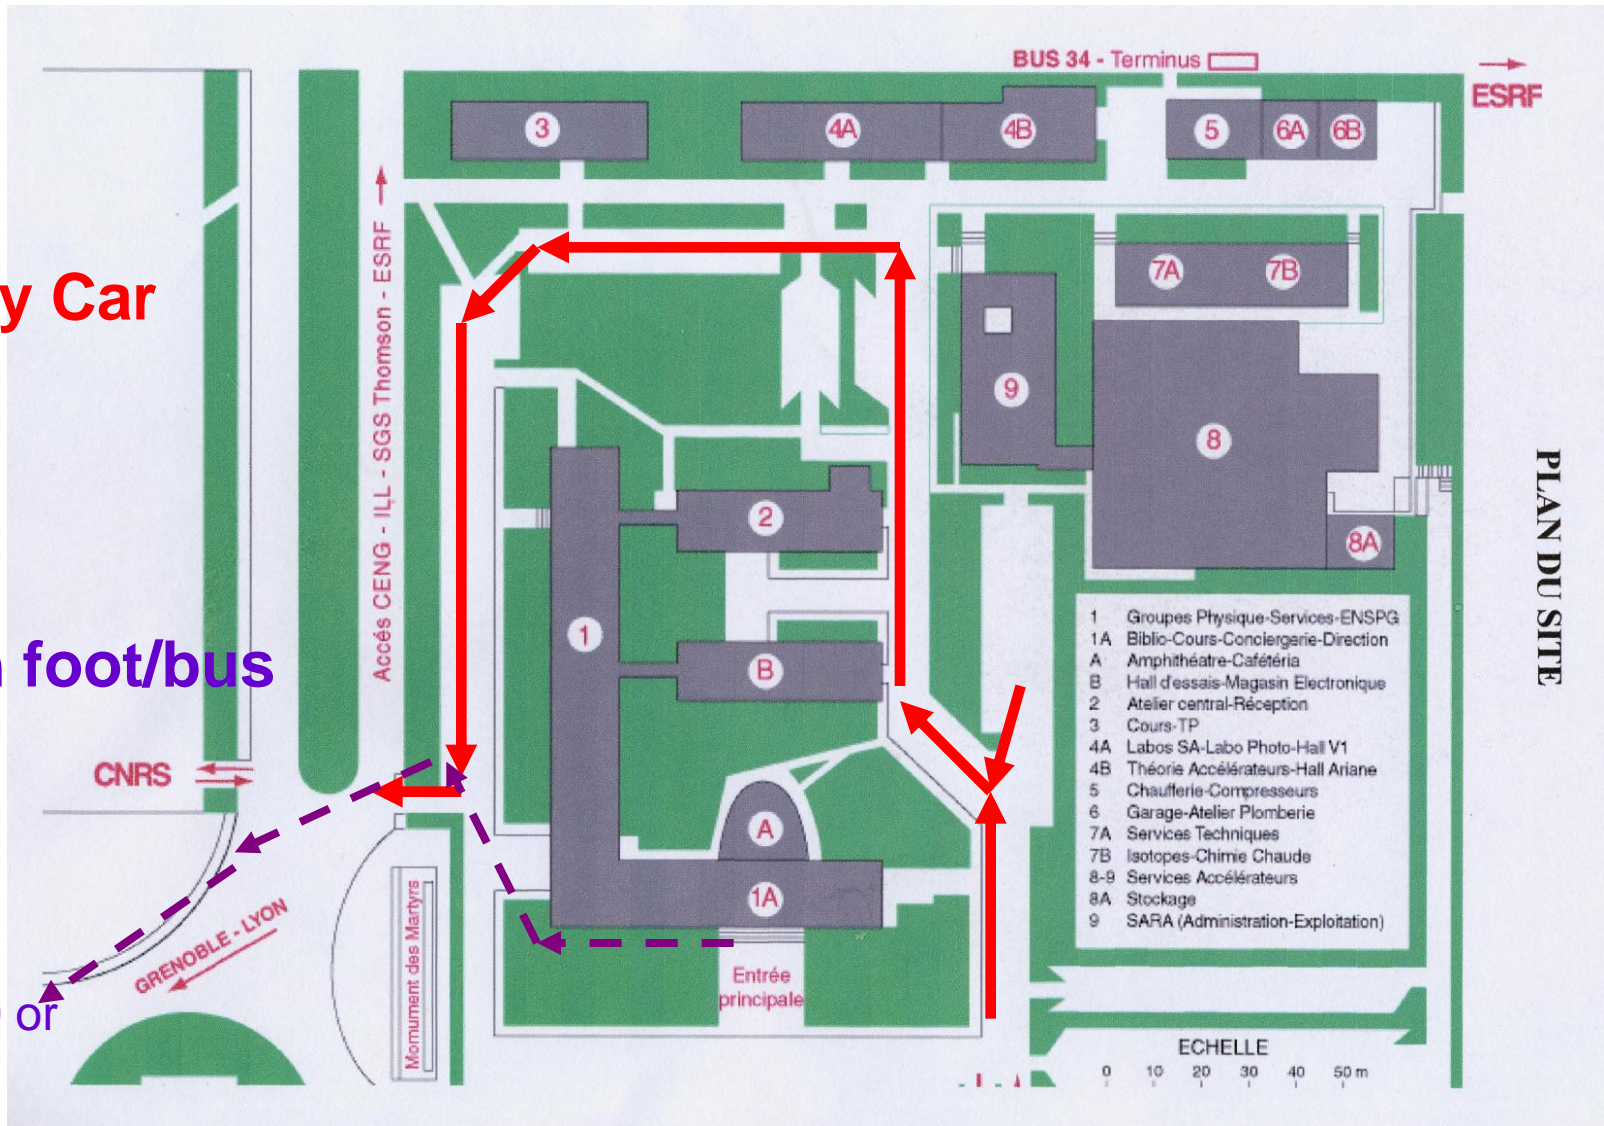 BUS 34 - Terminus
ESRF
3
4A
4B
5
6A
6B
7A
7B
y Car
9
8
8A
2
1
B
A
1A
Accés CENG - ILL - SGS Thomson - ESRF
foot/bus
CNRS
GRENOBLE - LYON
or
Momument des Martyrs
Entrée
principale
PLAN DU SITE
1 Groupes Physique-Services-ENSPG
1A Biblio-Cours-Conciergerie-Direction
A Amphithéatre-Cafétéria
B Hall d'essais-Magasin Electronique
2 Atelier central-Réception
3 Cours-TP
4A Labos SA-Labo Photo-Hall V1
4B Théorie Accélérateurs-Hall Ariane
5 Chaufferie-Compresseurs
6 Garage-Atelier Plomberie
7A Services Techniques
7B Isotopes-Chimie Chaude
8-9 Services Accélérateurs
8A Stockage
9 SARA (Administration-Exploitation)
ECHELLE
0 10 20 30 40 50 m